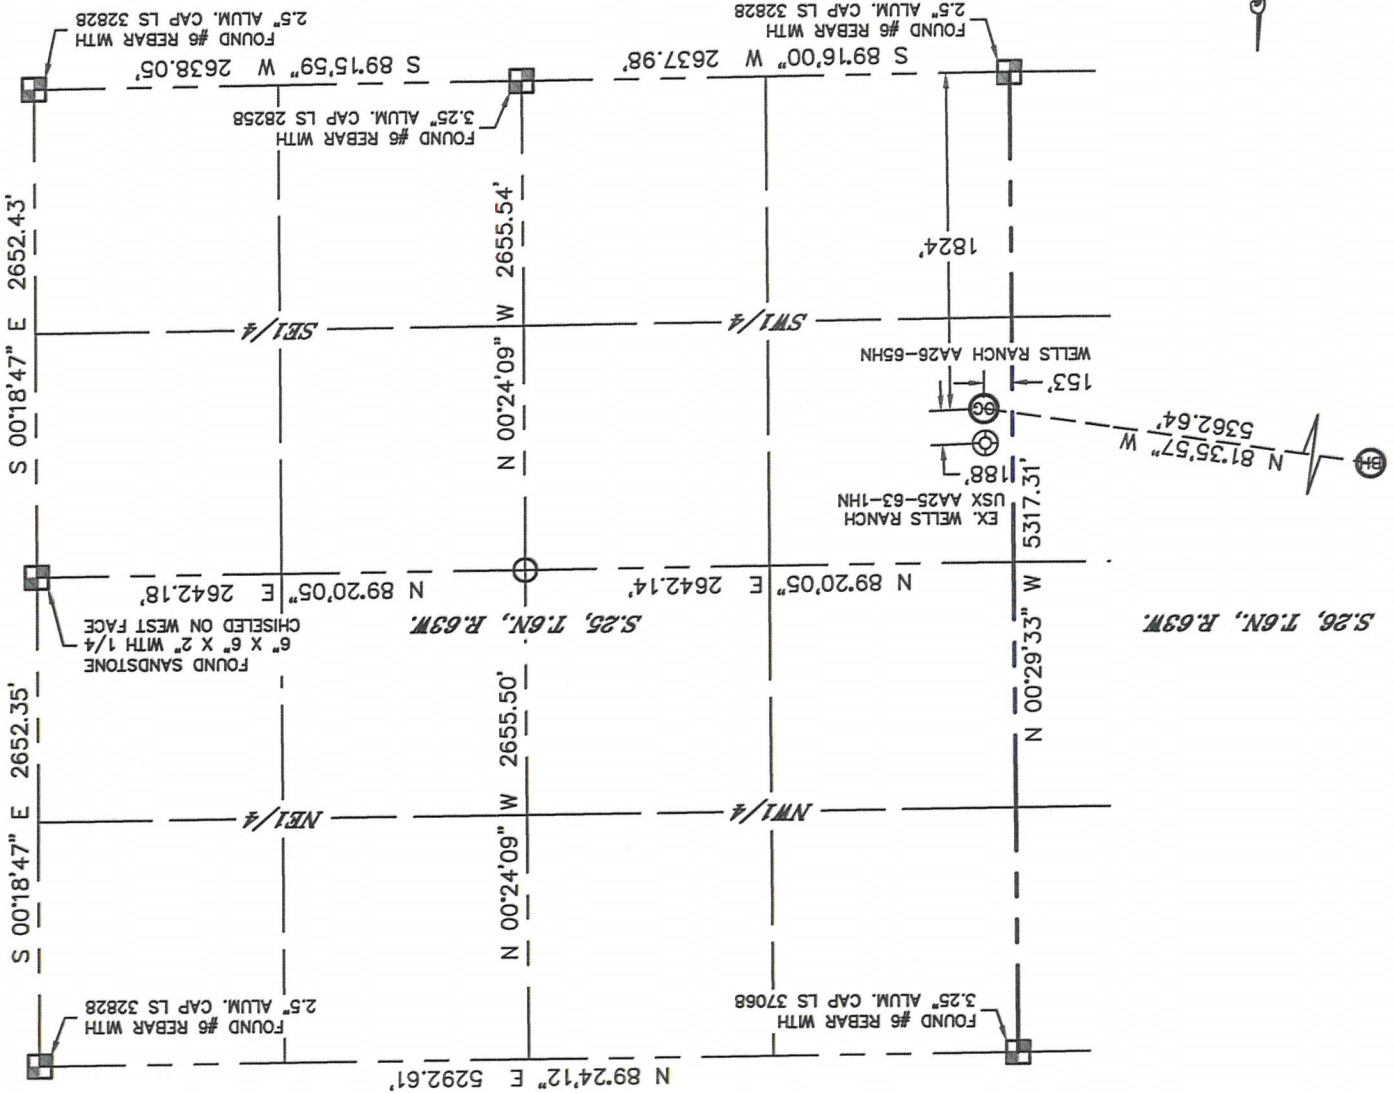 N 89°24'12" E 5292.61'
FOUND #6 REBAR WITH
3.25" ALUM. CAP LS 37068
FOUND #6 REBAR WITH
2.5" ALUM. CAP LS 32828
NW1/4
NE1/4
N 00°29'33" W 5317.31'
N 00°24'09" W 2655.50'
S 00°18'47" E 2652.35'
S.26, T.6N., R.63W.
S.25, T.6N., R.63W.
FOUND SANDSTONE
6" X 6" X 2" WITH 1/4
CHISELED ON WEST FACE
N 89°20'05" E 2642.14'
N 89°20'05" E 2642.18'
EX. WELLS RANCH
USX AA25-63-1HN
188'
BH
N 81°35'57" W
5362.64'
OG
153'
WELLS RANCH AA26-65HN
SW1/4
SE1/4
1824'
N 00°24'09" W 2655.54'
S 00°18'47" E 2652.43'
FOUND #6 REBAR WITH
3.25" ALUM. CAP LS 28258
S 89°16'00" W 2637.98'
S 89°15'59" W 2638.05'
FOUND #6 REBAR WITH
2.5" ALUM. CAP LS 32828
FOUND #6 REBAR WITH
2.5" ALUM. CAP LS 32828